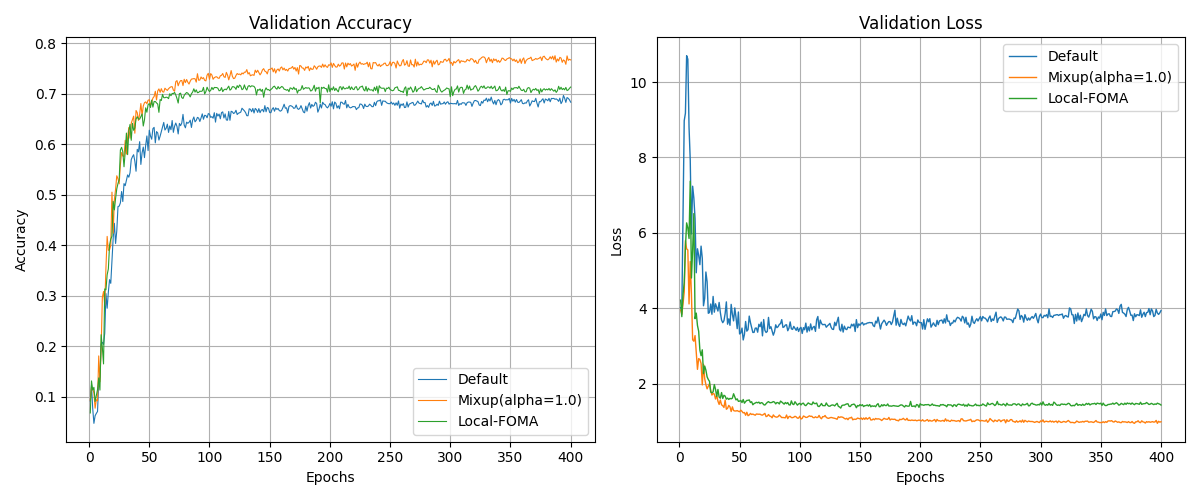 Validation Accuracy
0.8
0.7
0.6
0.5
0.4
0.3
0.2
0.1
Accuracy
Default
Mixup(alpha=1.0)
Local-FOMA
0 50 100 150 200 250 300 350 400
Epochs
Validation Loss
10
8
6
4
2
Loss
Default
Mixup(alpha=1.0)
Local-FOMA
0 50 100 150 200 250 300 350 400
Epochs